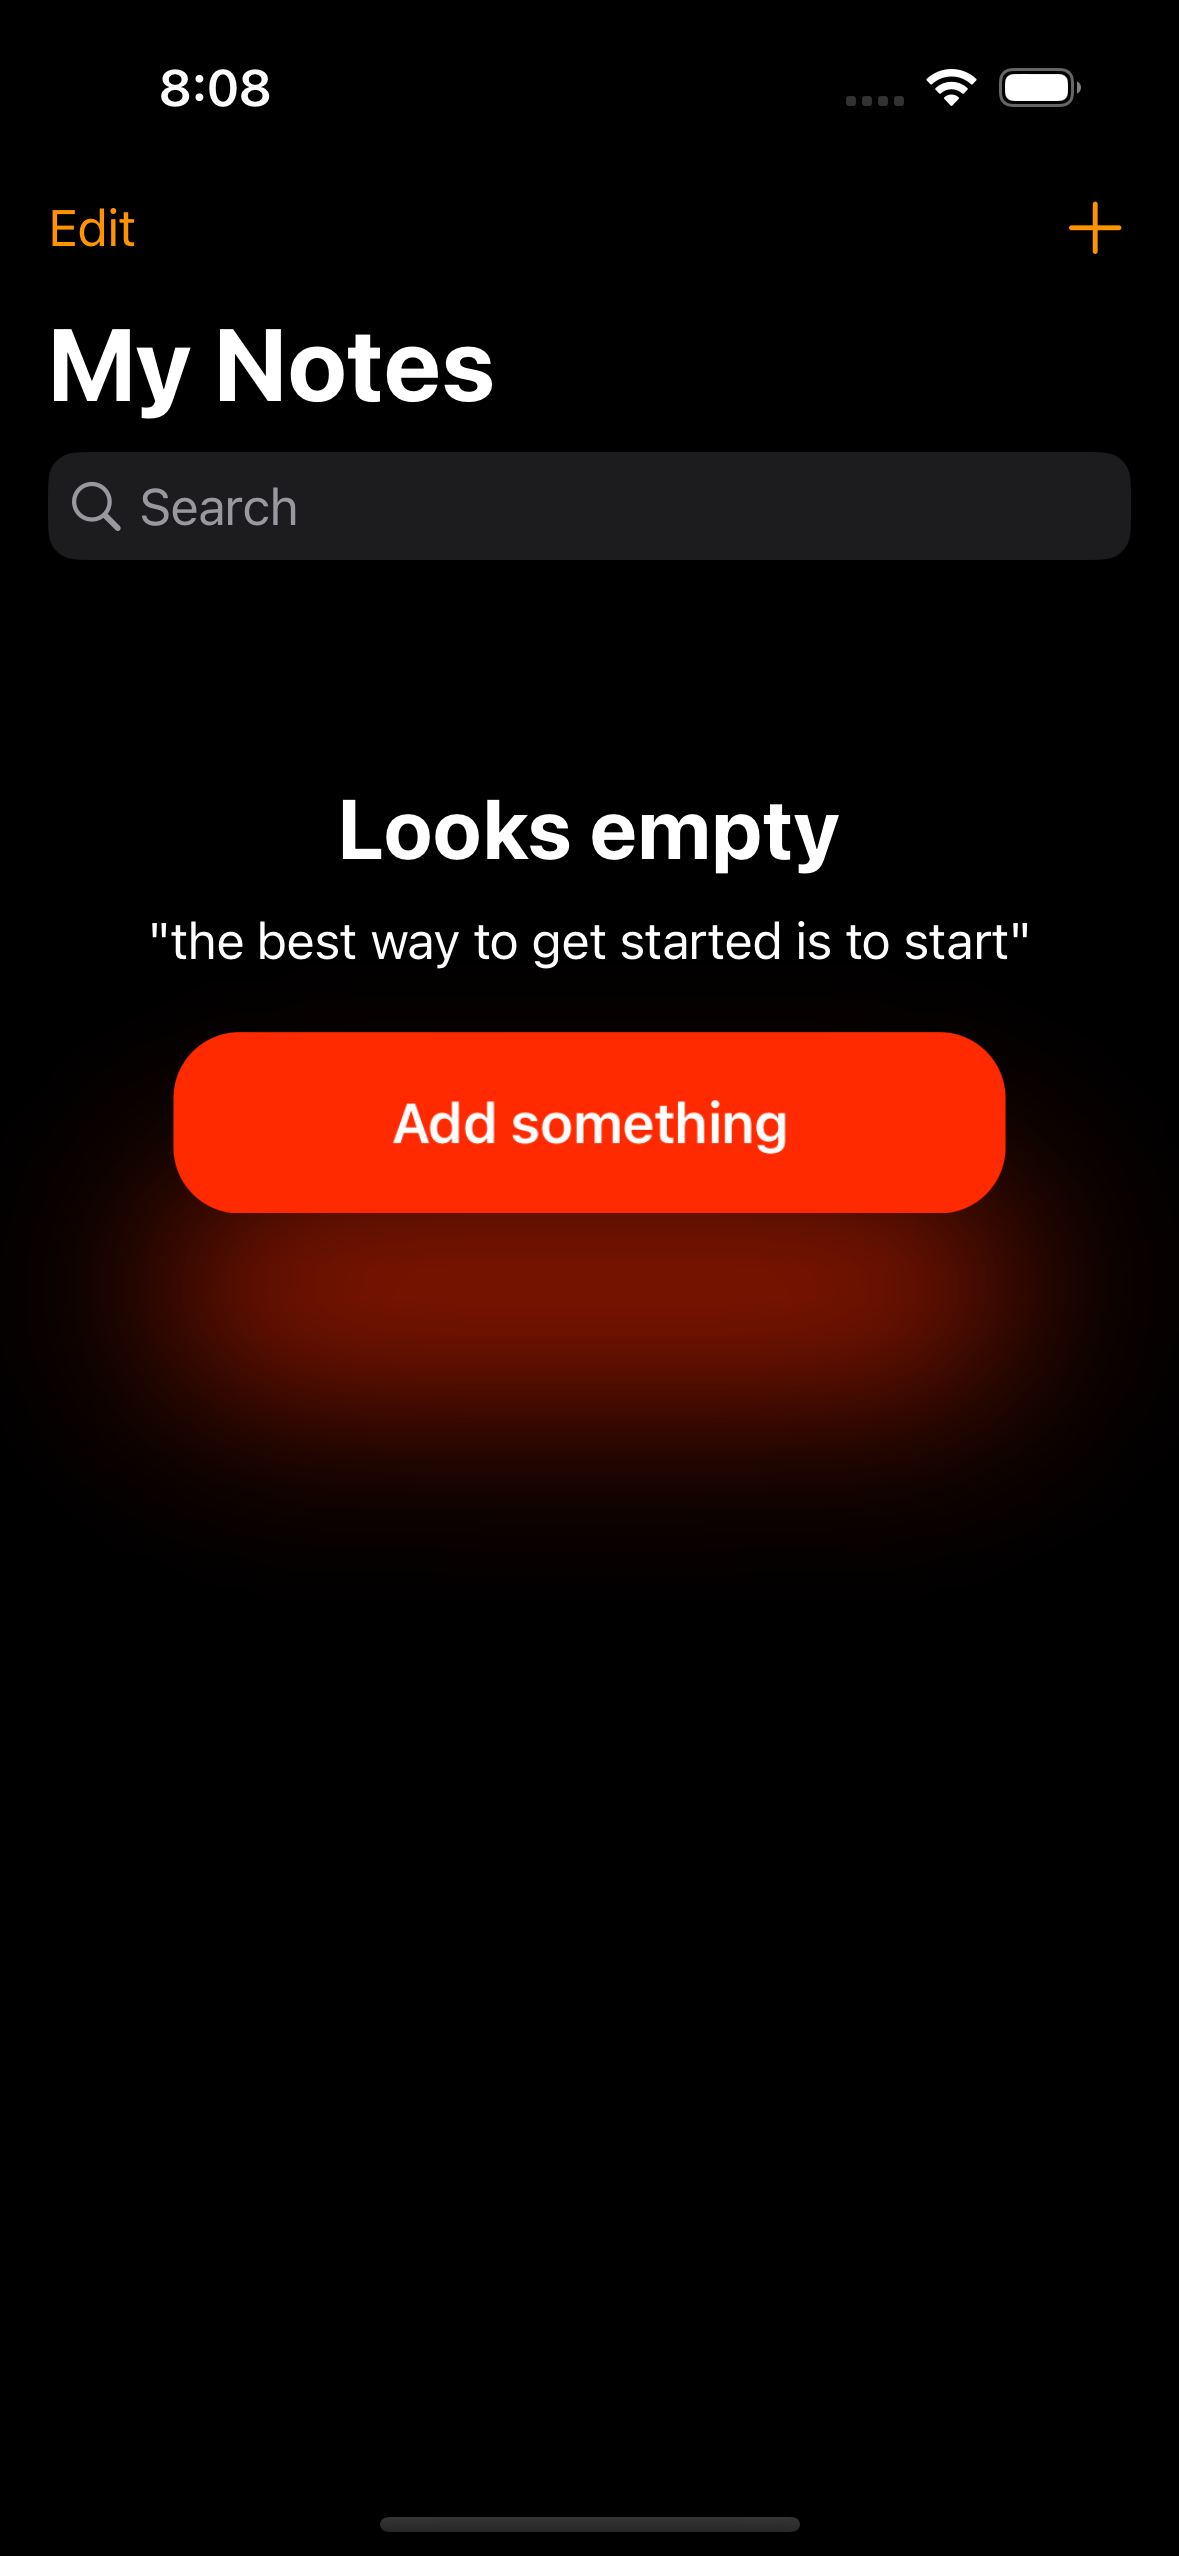 8:08
Edit
My Notes
Search
Looks empty
"the best way to get started is to start"
Add something